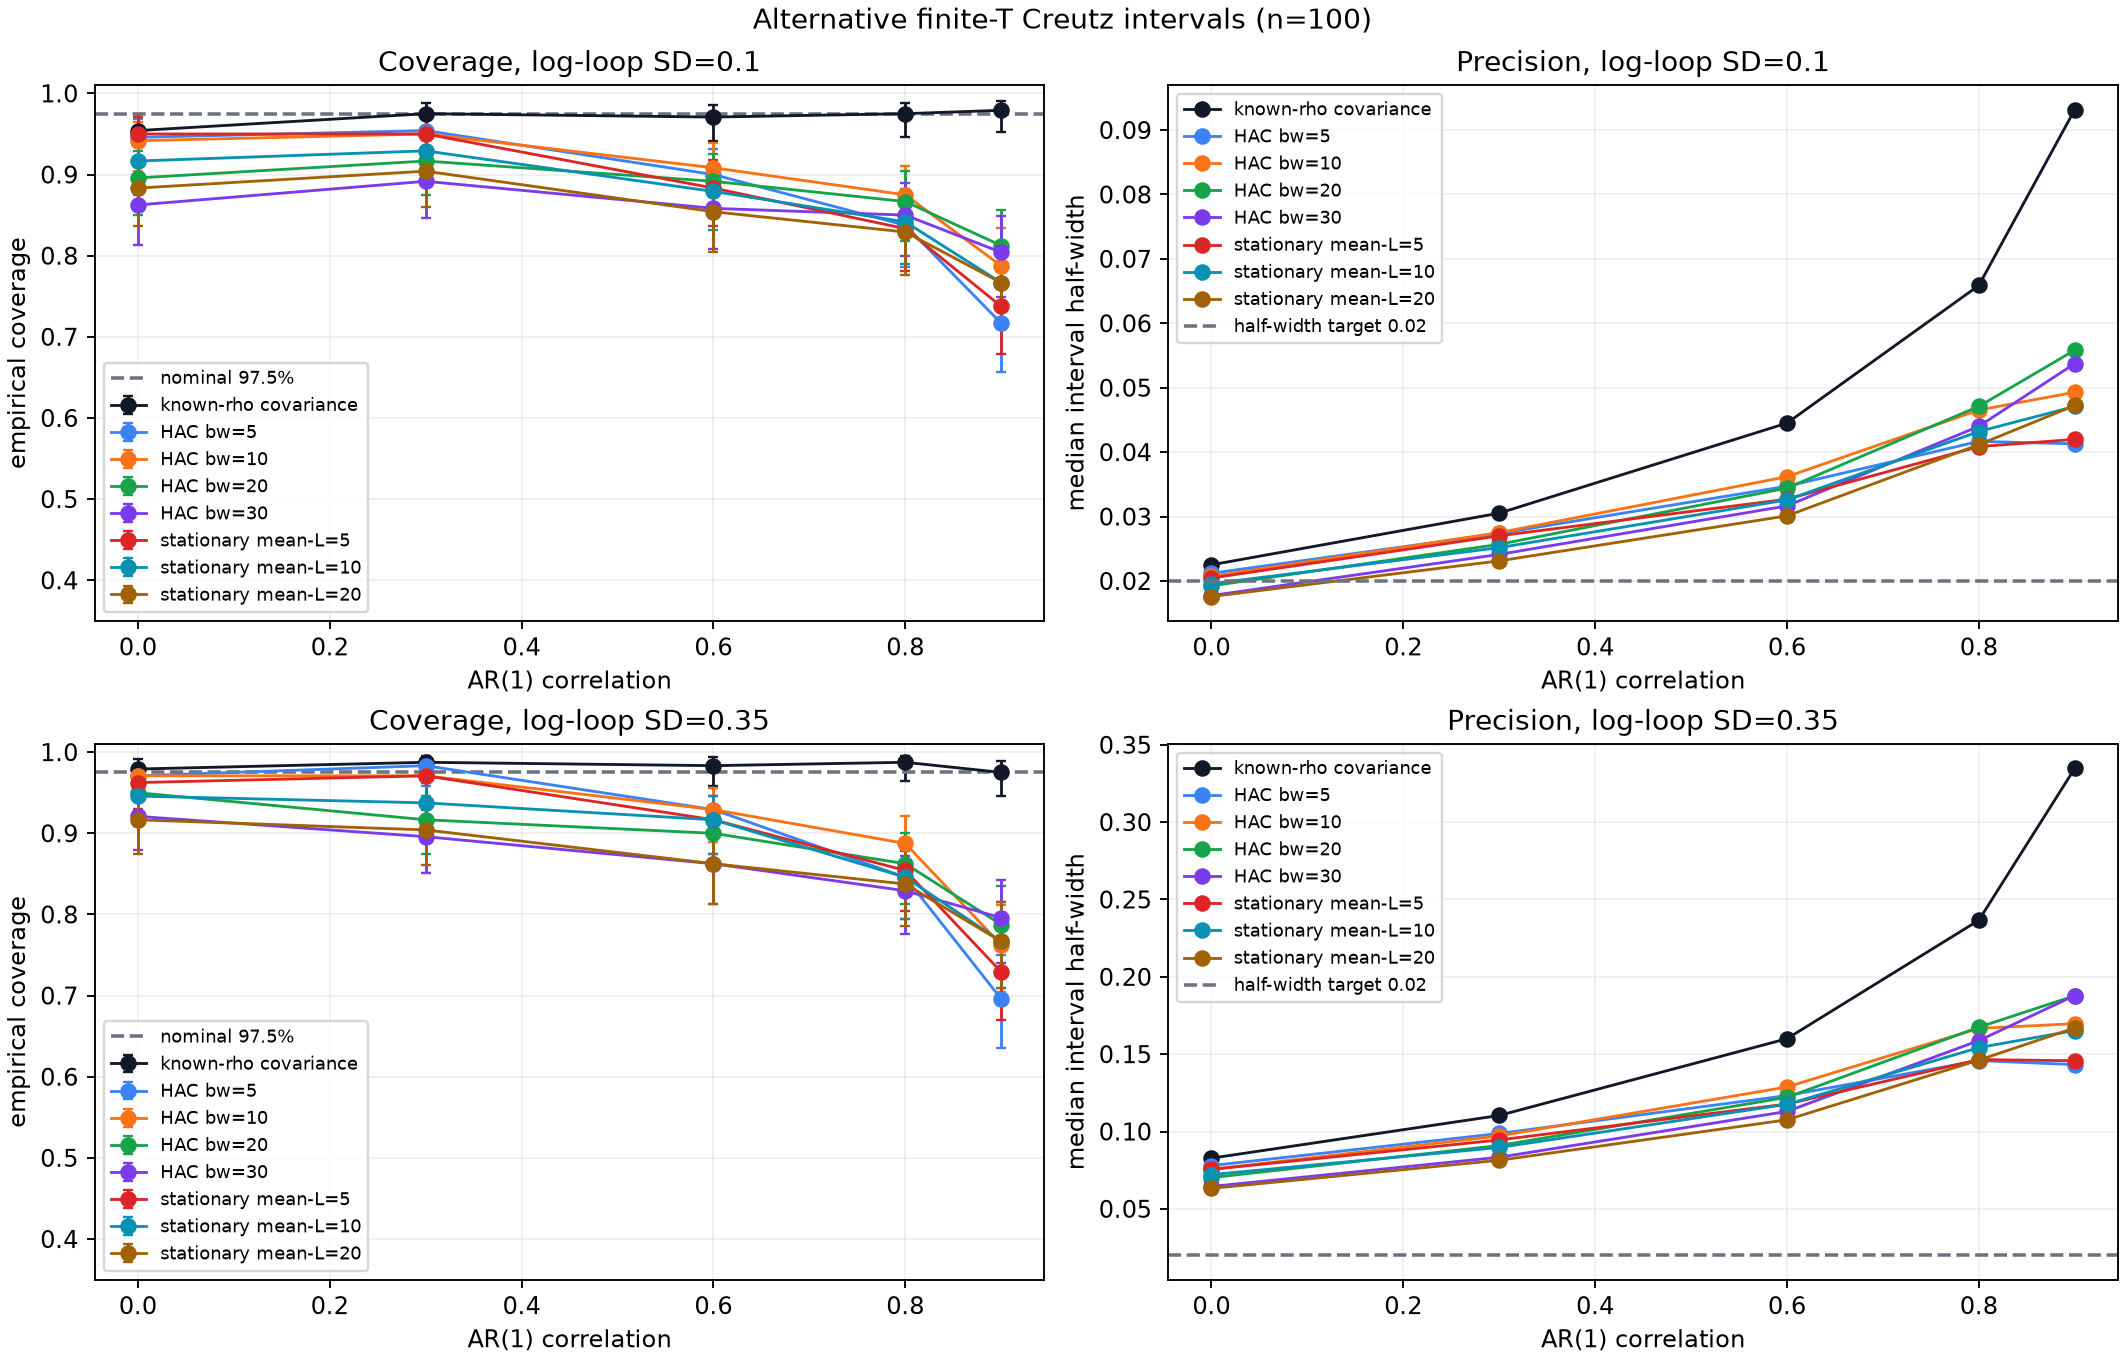 Alternative finite-T Creutz intervals (n=100)
Coverage, log-loop SD=0.1
empirical coverage
1.0
0.9
0.8
0.7
0.6
0.5
0.4
nominal 97.5%
known-rho covariance
HAC bw=5
HAC bw=10
HAC bw=20
HAC bw=30
stationary mean-L=5
stationary mean-L=10
stationary mean-L=20
0.0 0.2 0.4 0.6 0.8
AR(1) correlation
Precision, log-loop SD=0.1
median interval half-width
0.09
0.08
0.07
0.06
0.05
0.04
0.03
0.02
known-rho covariance
HAC bw=5
HAC bw=10
HAC bw=20
HAC bw=30
stationary mean-L=5
stationary mean-L=10
stationary mean-L=20
half-width target 0.02
0.0 0.2 0.4 0.6 0.8
AR(1) correlation
Coverage, log-loop SD=0.35
empirical coverage
1.0
0.9
0.8
0.7
0.6
0.5
0.4
nominal 97.5%
known-rho covariance
HAC bw=5
HAC bw=10
HAC bw=20
HAC bw=30
stationary mean-L=5
stationary mean-L=10
stationary mean-L=20
0.0 0.2 0.4 0.6 0.8
AR(1) correlation
Precision, log-loop SD=0.35
median interval half-width
0.35
0.30
0.25
0.20
0.15
0.10
0.05
known-rho covariance
HAC bw=5
HAC bw=10
HAC bw=20
HAC bw=30
stationary mean-L=5
stationary mean-L=10
stationary mean-L=20
half-width target 0.02
0.0 0.2 0.4 0.6 0.8
AR(1) correlation